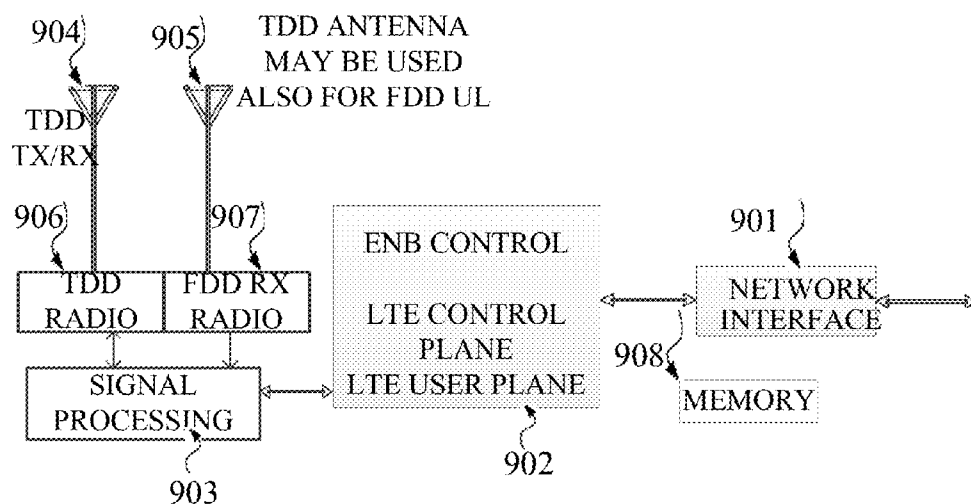 904
905
TDD ANTENNA
MAY BE USED
ALSO FOR FDD UL
TDD
TX/RX
906
907
901
TDD
RADIO
FDD RX
RADIO
ENB CONTROL
LTE CONTROL
PLANE
LTE USER PLANE
NETWORK
INTERFACE
908
MEMORY
SIGNAL
PROCESSING
903
902